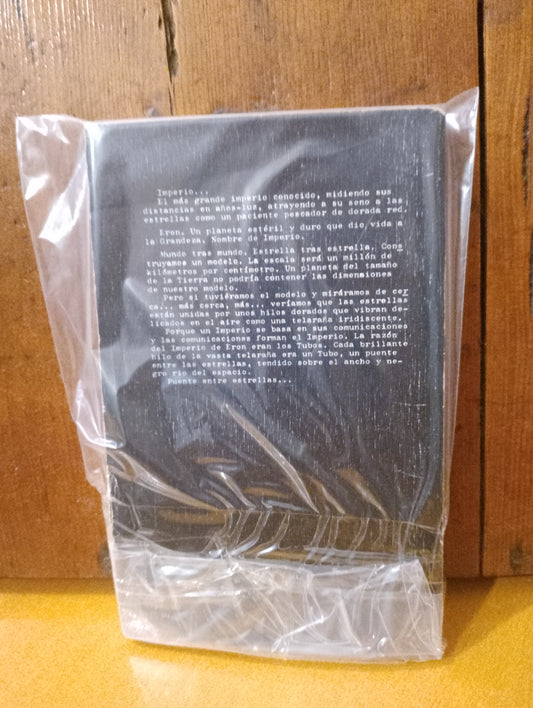 Imperio...
El más grande imperio conocido, midiendo sus
distancias en años-luz, atrayendo a su seno a las
estrellas como un paciente pescador de dorada red.
Eron. Un planeta estéril y duro que dio vida a
la Grandeza. Nombre de Imperio.
Mundo tras mundo. Estrella tras estrella. Cons
truyamos un modelo. La escala será un millón de
kilómetros por centímetro. Un planeta del tamaño
de la Tierra no podría contener las dimensiones
de nuestro modelo.
Pero si tuviéramos el modelo y miráramos de cer
ca... más cerca, más... veríamos que las estrellas
están unidas por unos hilos dorados que vibran de-
licados en el aire como una telaraña iridiscente.
Porque un Imperio se basa en sus comunicaciones
y las comunicaciones forman el Imperio. La razón
del Imperio de Eron eran los Tubos. Cada brillante
hilo de la vasta telaraña era un Tubo, un puente
entre las estrellas, tendido sobre el ancho y ne-
gro río del espacio.
Puente entre estrellas...